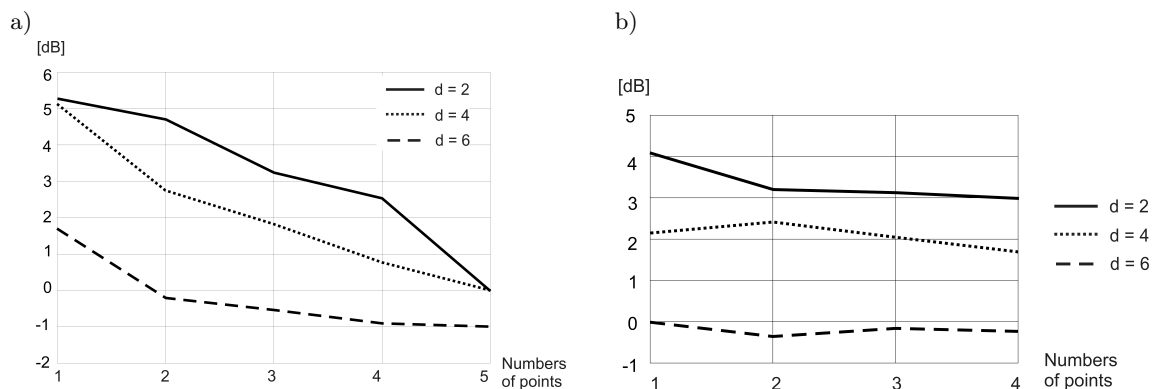 a)
[dB]
6
5
4
3
2
1
0
-1
-2
1 2 3 4 5
Numbers
of points
d = 2
d = 4
d = 6
b)
[dB]
5
4
3
2
1
0
-1
1 2 3 4
Numbers
of points
d = 2
d = 4
d = 6